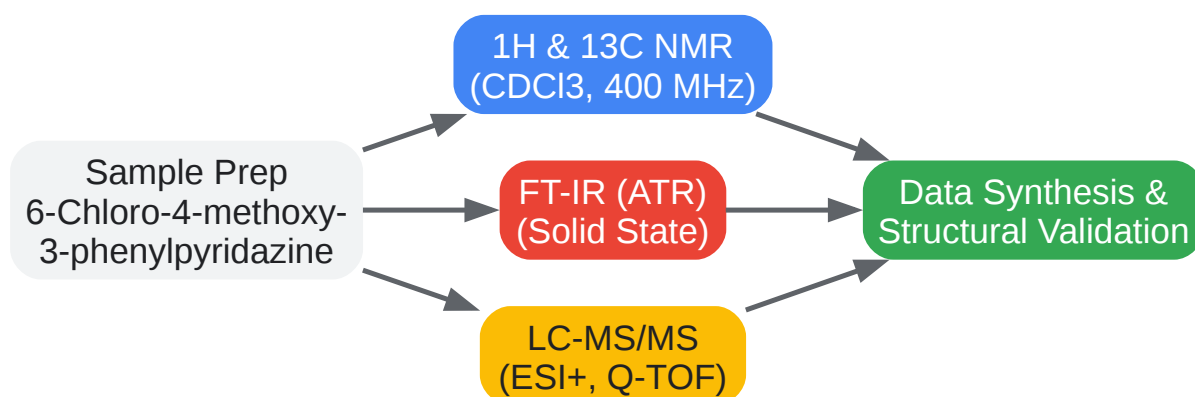 Sample Prep
6-Chloro-4-methoxy-
3-phenylpyridazine
1H & 13C NMR
(CDCl3, 400 MHz)
FT-IR (ATR)
(Solid State)
LC-MS/MS
(ESI+, Q-TOF)
Data Synthesis &
Structural Validation